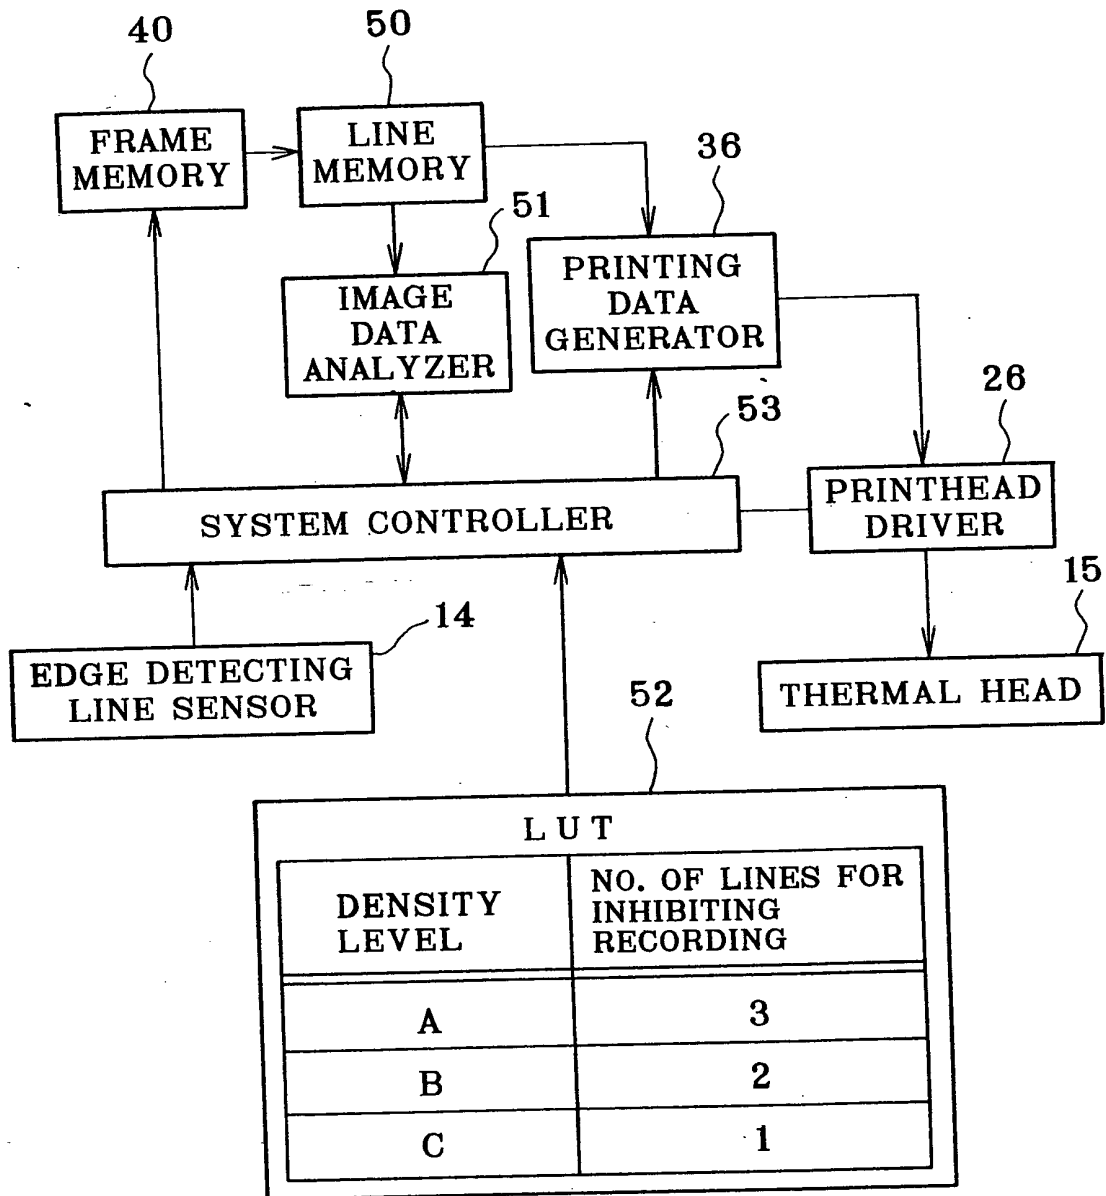 40
50
FRAME
MEMORY
LINE
MEMORY
36
51
IMAGE
DATA
ANALYZER
PRINTING
DATA
GENERATOR
53
26
SYSTEM CONTROLLER
PRINTHEAD
DRIVER
14
15
EDGE DETECTING
LINE SENSOR
THERMAL HEAD
52
LUT
DENSITY
LEVEL
NO. OF LINES FOR
INHIBITING
RECORDING
A 3
B 2
C 1